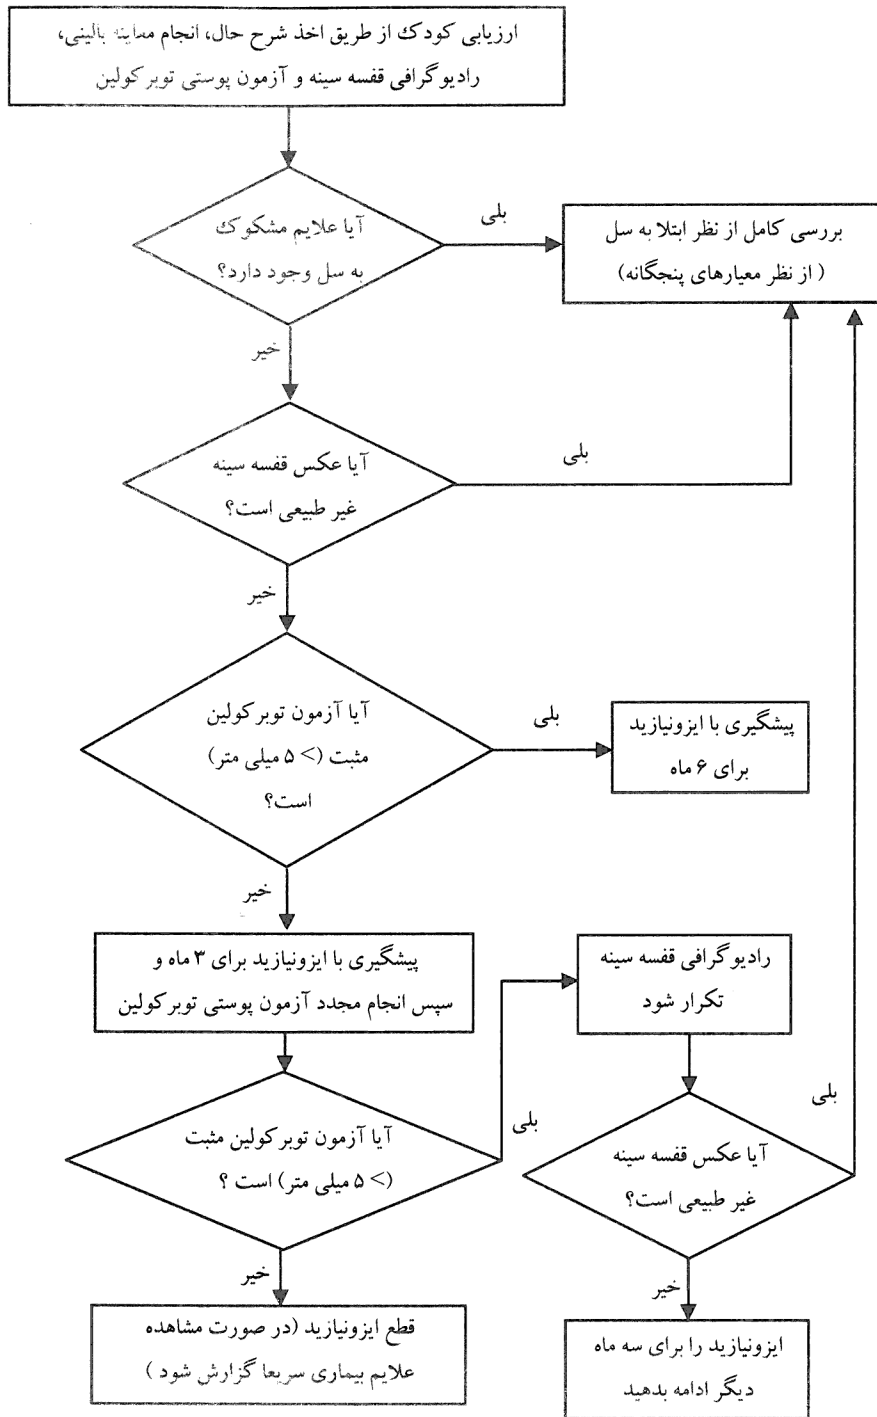 ارزیابی کودک از طریق اخذ شرح حال، انجام معاینه بالینی،
رادیوگرافی قفسه سینه و آزمون پوستی توبرکولین
آیا علایم مشکوک
به سل وجود دارد؟
بلی
بررسی کامل از نظر ابتلا به سل
( از نظر معیارهای پنجگانه)
خیر
آیا عکس قفسه سینه
غیر طبیعی است؟
بلی
خیر
آیا آزمون توبرکولین
مثبت (> ۵ میلی متر)
است؟
بلی
پیشگیری با ایزونیازید
برای ۶ ماه
خیر
پیشگیری با ایزونیازید برای ۳ ماه و
سپس انجام مجدد آزمون پوستی توبرکولین
رادیوگرافی قفسه سینه
تکرار شود
آیا آزمون توبرکولین مثبت
(> ۵ میلی متر) است ؟
بلی
آیا عکس قفسه سینه
غیر طبیعی است؟
بلی
خیر
قطع ایزونیازید (در صورت مشاهده
علایم بیماری سریعا گزارش شود )
خیر
ایزونیازید را برای سه ماه
دیگر ادامه بدهید